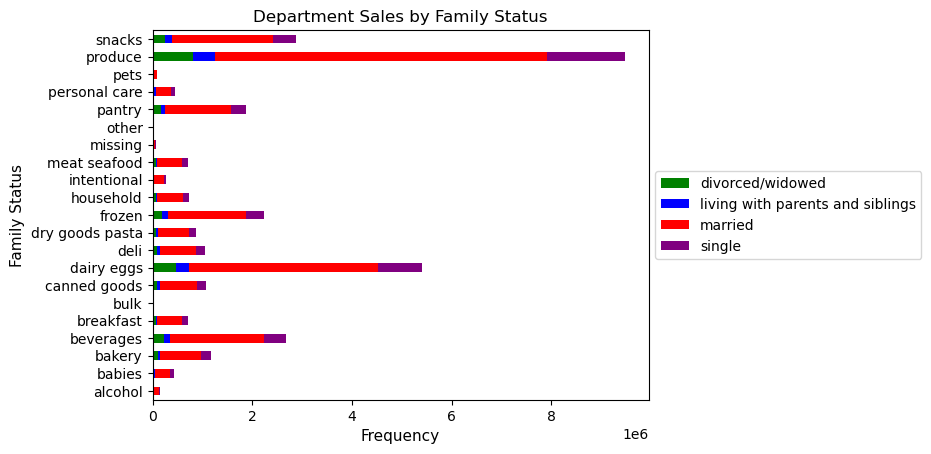 Department Sales by Family Status
Family Status
snacks
produce
pets
personal care
pantry
other
missing
meat seafood
intentional
household
frozen
dry goods pasta
deli
dairy eggs
canned goods
bulk
breakfast
beverages
bakery
babies
alcohol
0 2 4 6 8
1e6
Frequency
divorced/widowed
living with parents and siblings
married
single